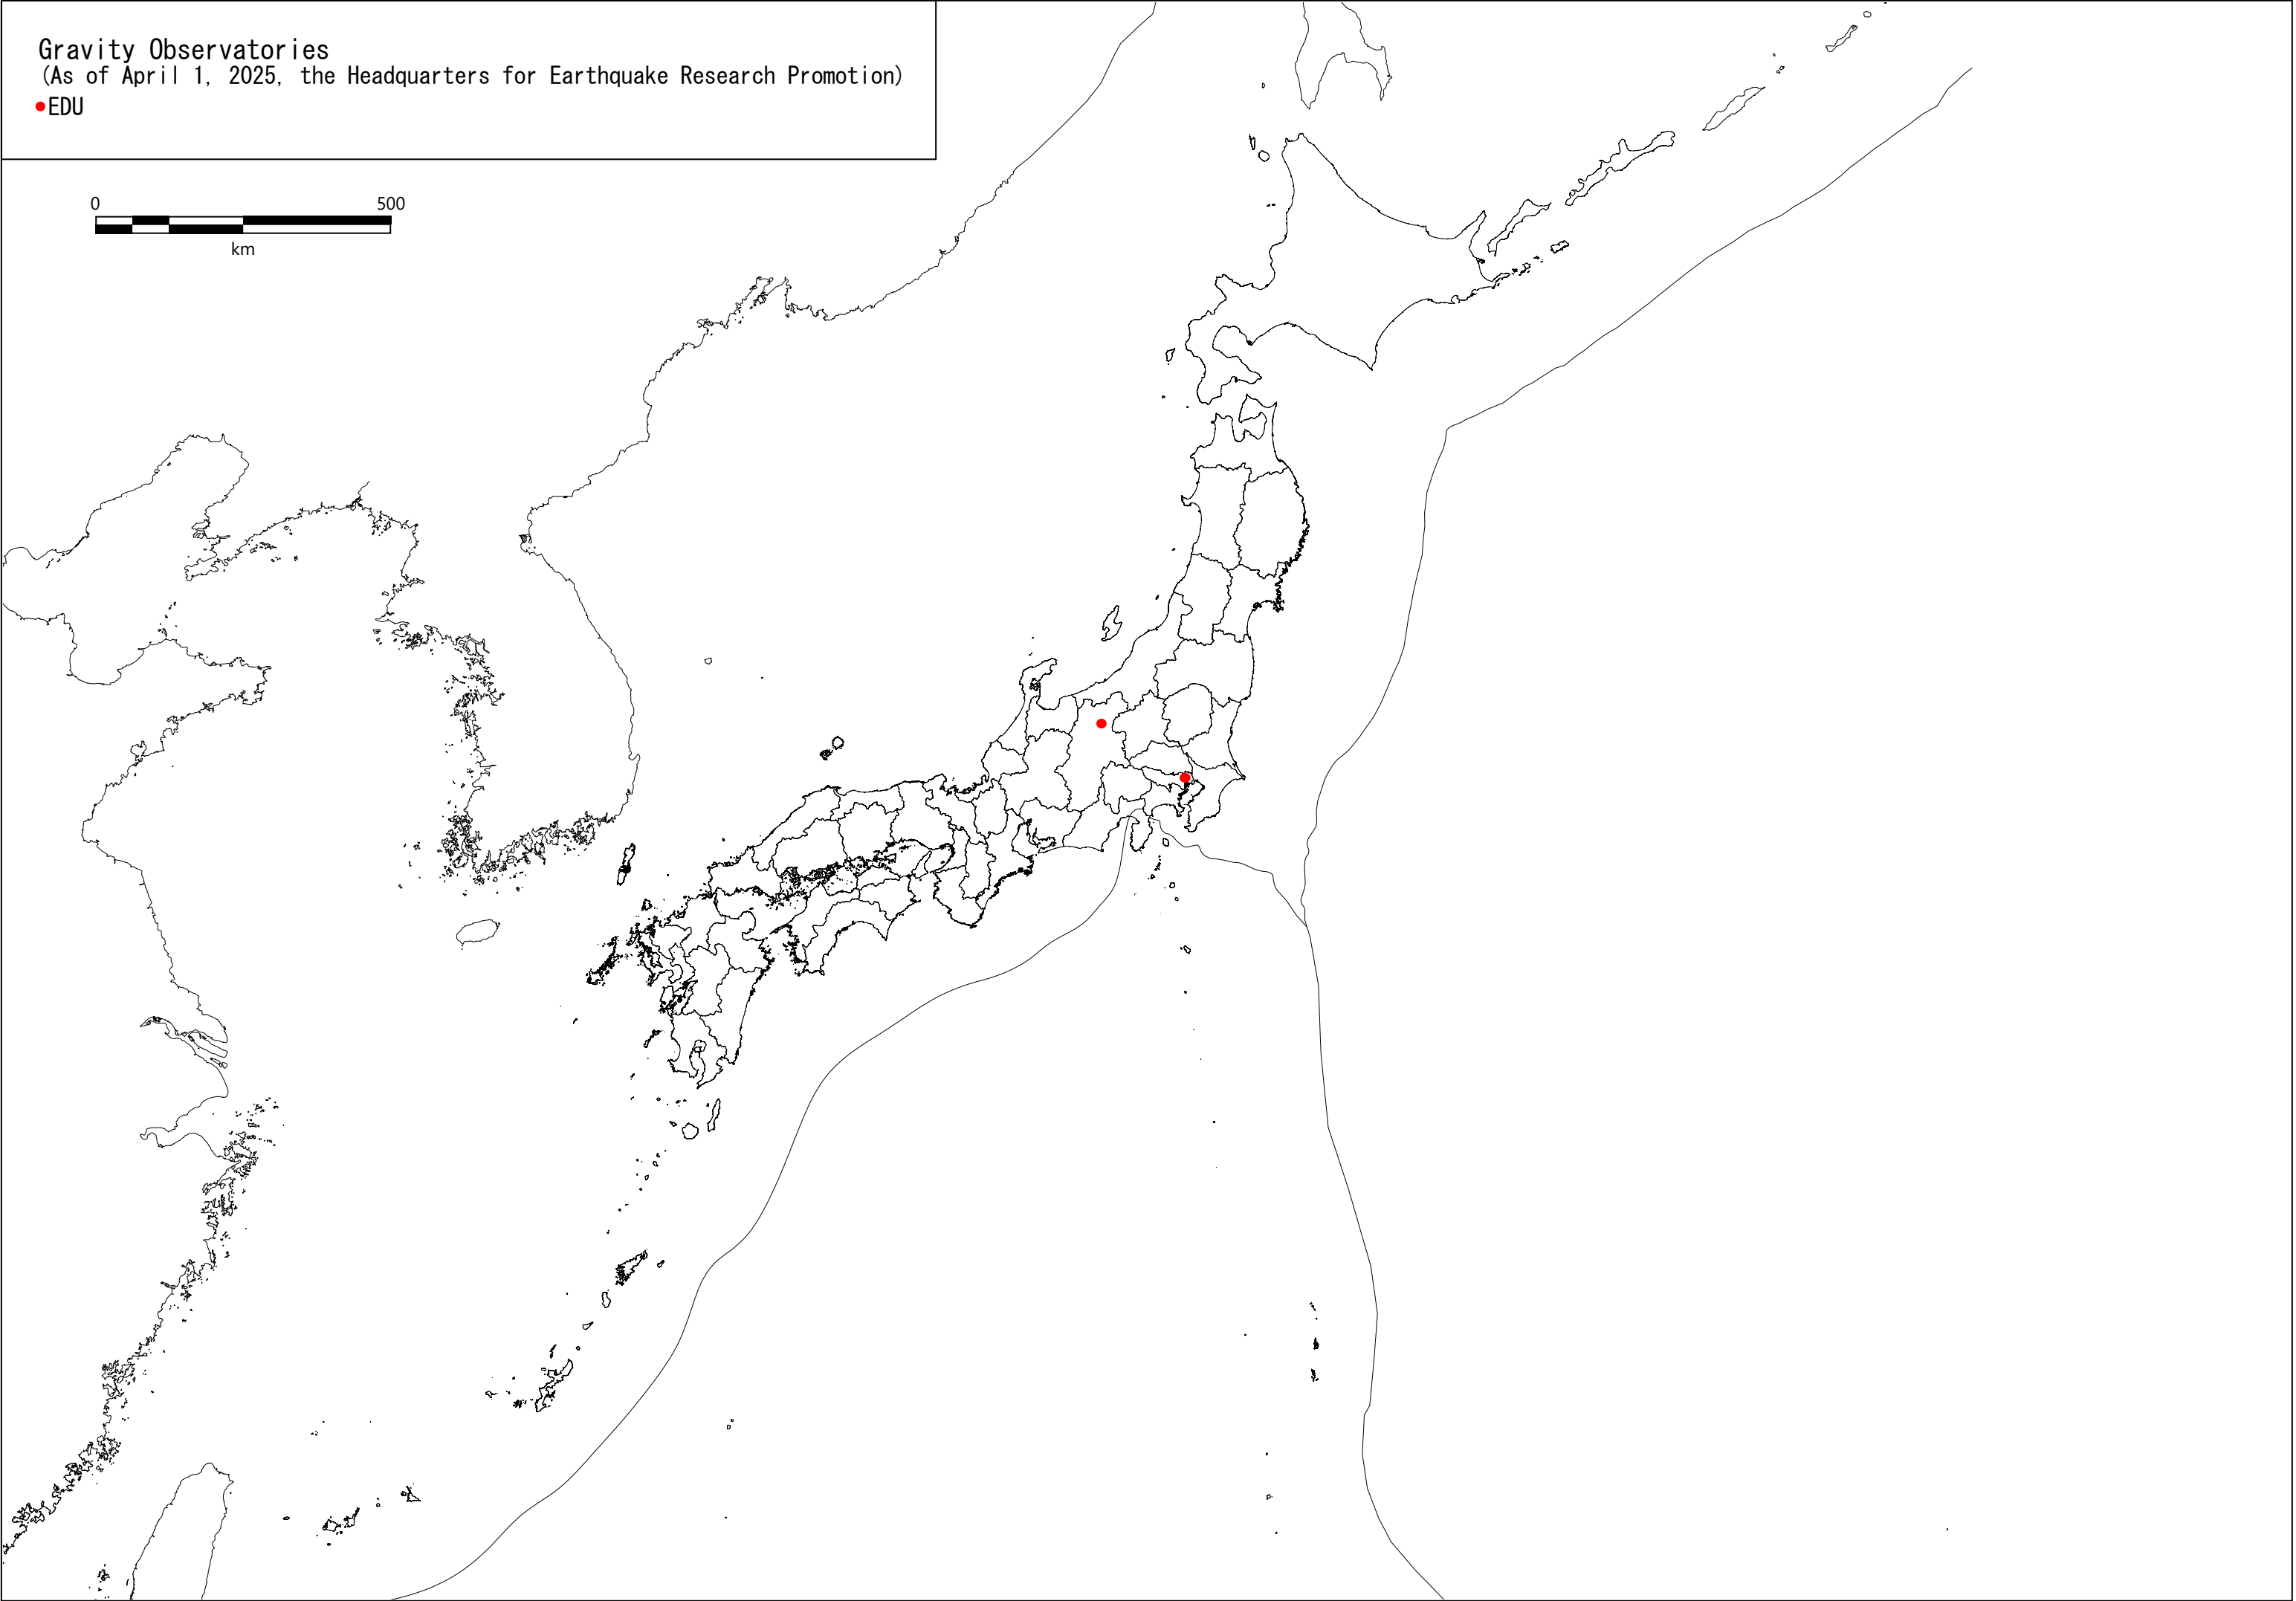 Gravity Observatories
(As of April 1, 2025, the Headquarters for Earthquake Research Promotion)
EDU
0 500
km